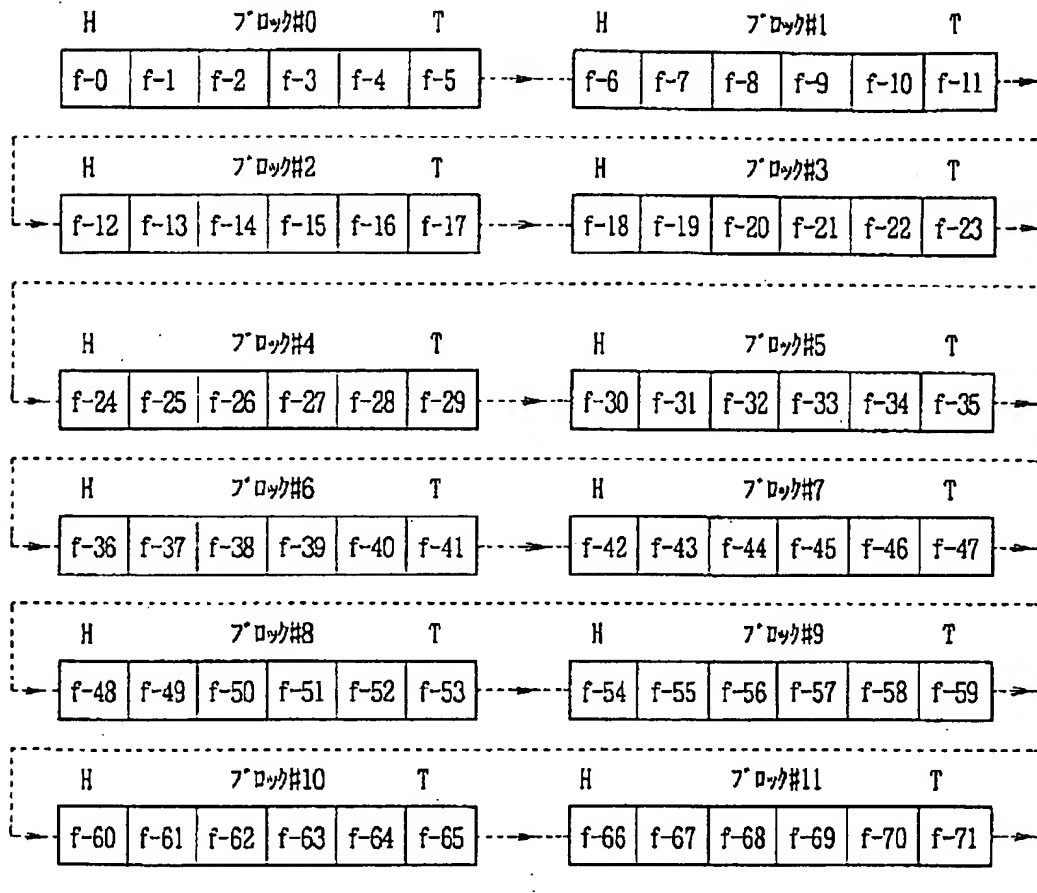 H ブロック#0 T H ブロック#1 T
f-0 f-1 f-2 f-3 f-4 f-5 f-6 f-7 f-8 f-9 f-10 f-11
H ブロック#2 T H ブロック#3 T
f-12 f-13 f-14 f-15 f-16 f-17 f-18 f-19 f-20 f-21 f-22 f-23
H ブロック#4 T H ブロック#5 T
f-24 f-25 f-26 f-27 f-28 f-29 f-30 f-31 f-32 f-33 f-34 f-35
H ブロック#6 T H ブロック#7 T
f-36 f-37 f-38 f-39 f-40 f-41 f-42 f-43 f-44 f-45 f-46 f-47
H ブロック#8 T H ブロック#9 T
f-48 f-49 f-50 f-51 f-52 f-53 f-54 f-55 f-56 f-57 f-58 f-59
H ブロック#10 T H ブロック#11 T
f-60 f-61 f-62 f-63 f-64 f-65 f-66 f-67 f-68 f-69 f-70 f-71